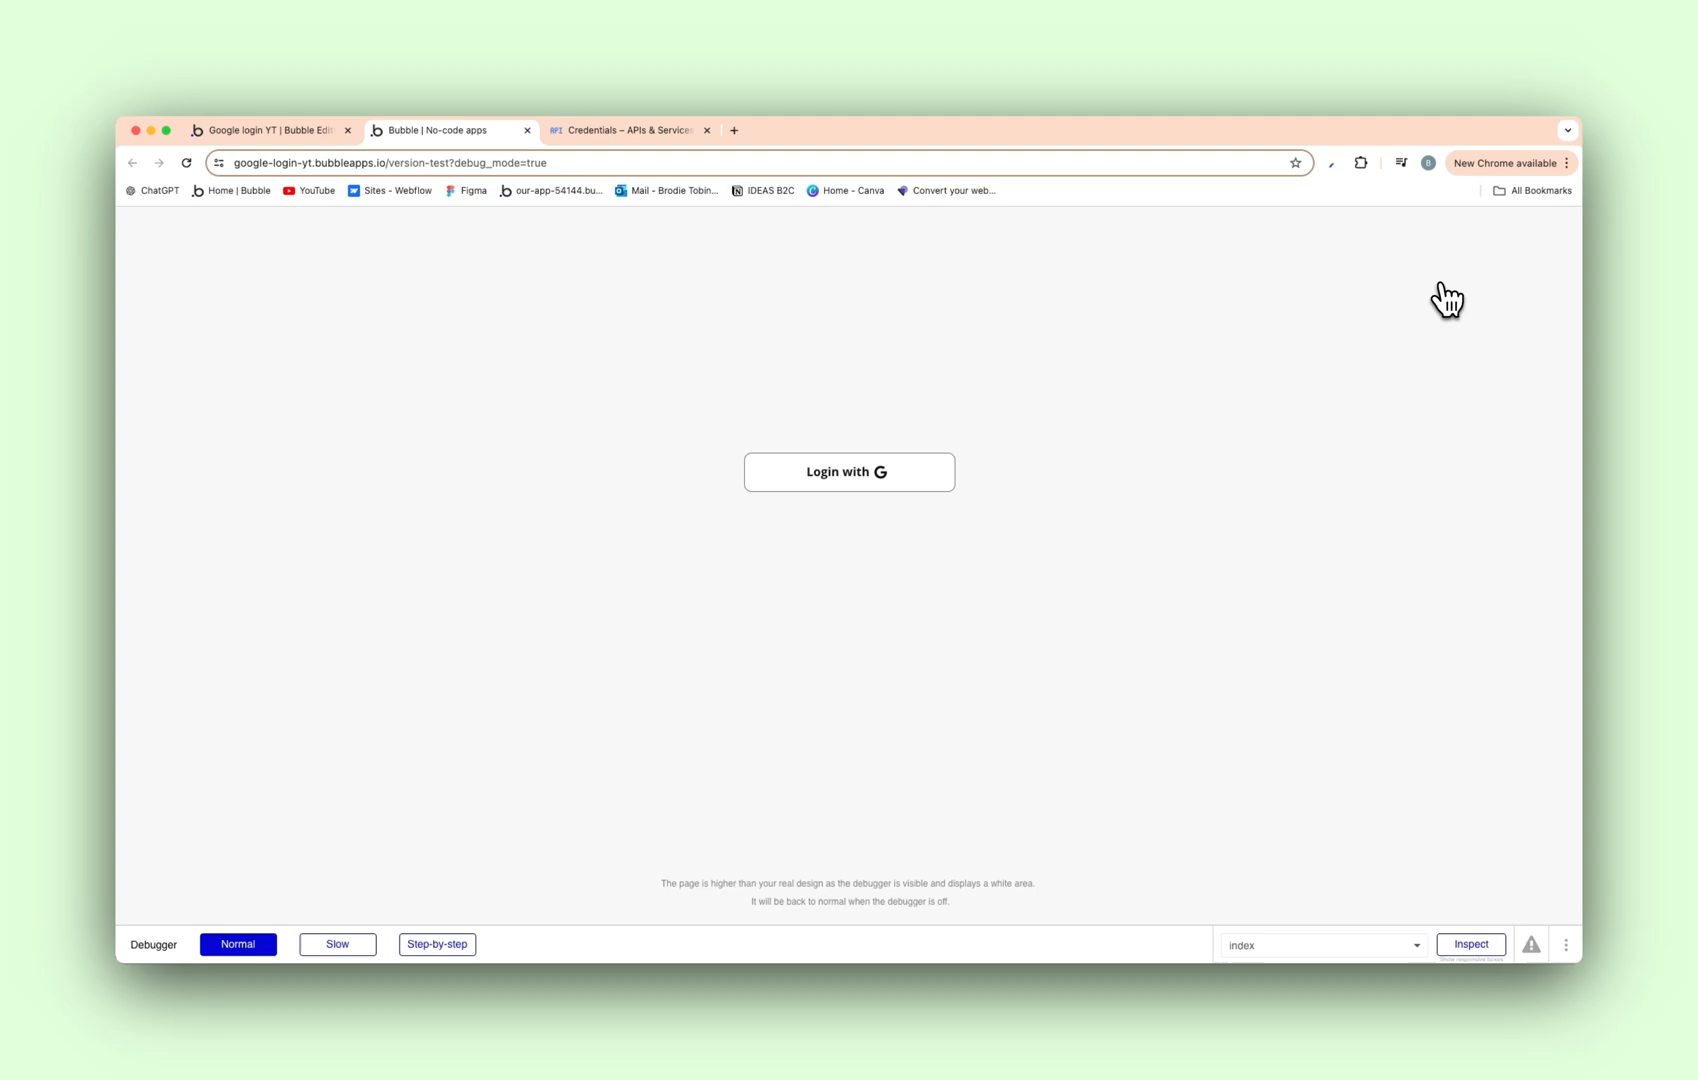 Google login YT | Bubble Edit
Bubble | No-code apps
API Credentials – APIs & Services
google-login-yt.bubbleapps.io/version-test?debug_mode=true
B
New Chrome available
ChatGPT
Home | Bubble
YouTube
Sites - Webflow
Figma
our-app-54144.bu...
Mail - Brodie Tobin...
IDEAS B2C
Home - Canva
Convert your web...
All Bookmarks
Login with G
The page is higher than your real design as the debugger is visible and displays a white area.
It will be back to normal when the debugger is off.
Debugger
Normal
Slow
Step-by-step
index
Inspect
Show responsive boxes